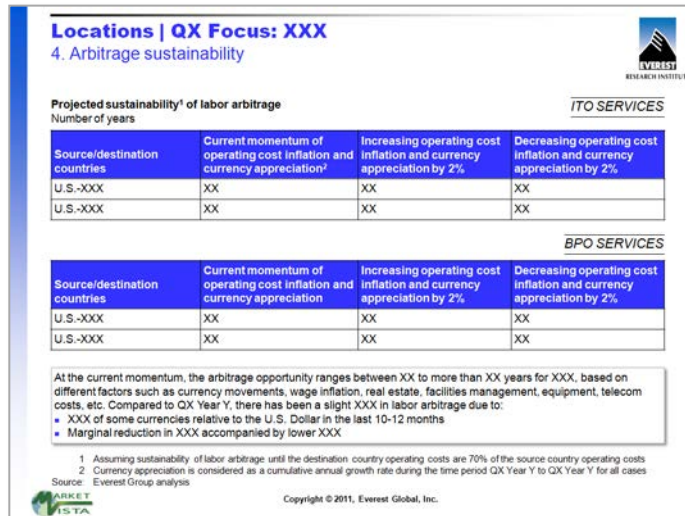 Locations | QX Focus: XXX
4. Arbitrage sustainability
EVEREST
RESEARCH INSTITUT
Projected sustainability¹ of labor arbitrage
Number of years
ITO SERVICES
Source/destination countries
Current momentum of operating cost inflation and currency appreciation²
Increasing operating cost inflation and currency appreciation by 2%
Decreasing operating cost inflation and currency appreciation by 2%
U.S.-XXX XX XX XX
U.S.-XXX XX XX XX
BPO SERVICES
Source/destination countries
Current momentum of operating cost inflation and currency appreciation
Increasing operating cost inflation and currency appreciation by 2%
Decreasing operating cost inflation and currency appreciation by 2%
U.S.-XXX XX XX XX
U.S.-XXX XX XX XX
At the current momentum, the arbitrage opportunity ranges between XX to more than XX years for XXX, based on
different factors such as currency movements, wage inflation, real estate, facilities management, equipment, telecom
costs, etc. Compared to QX Year Y, there has been a slight XXX in labor arbitrage due to:
▪ XXX of some currencies relative to the U.S. Dollar in the last 10-12 months
▪ Marginal reduction in XXX accompanied by lower XXX
1 Assuming sustainability of labor arbitrage until the destination country operating costs are 70% of the source country operating costs
2 Currency appreciation is considered as a cumulative annual growth rate during the time period QX Year Y to QX Year Y for all cases
Source: Everest Group analysis
MARKET
VISTA
Copyright © 2011, Everest Global, Inc.